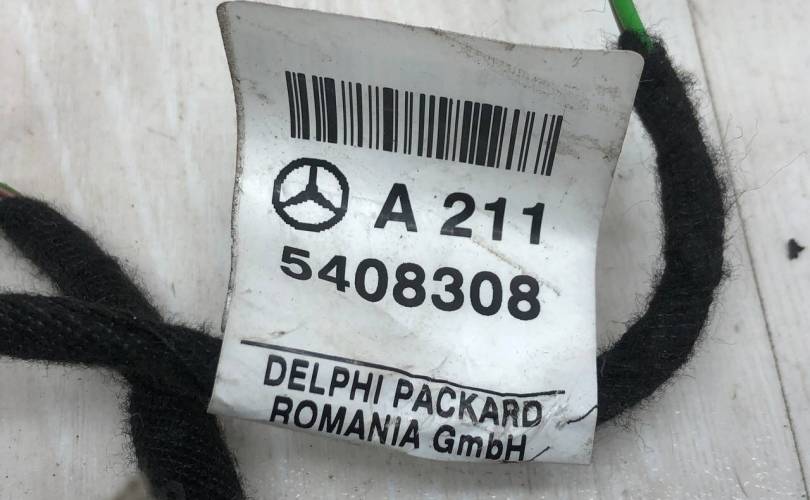 A 211
5408308
DELPHI PACKARD
ROMANIA GmbH